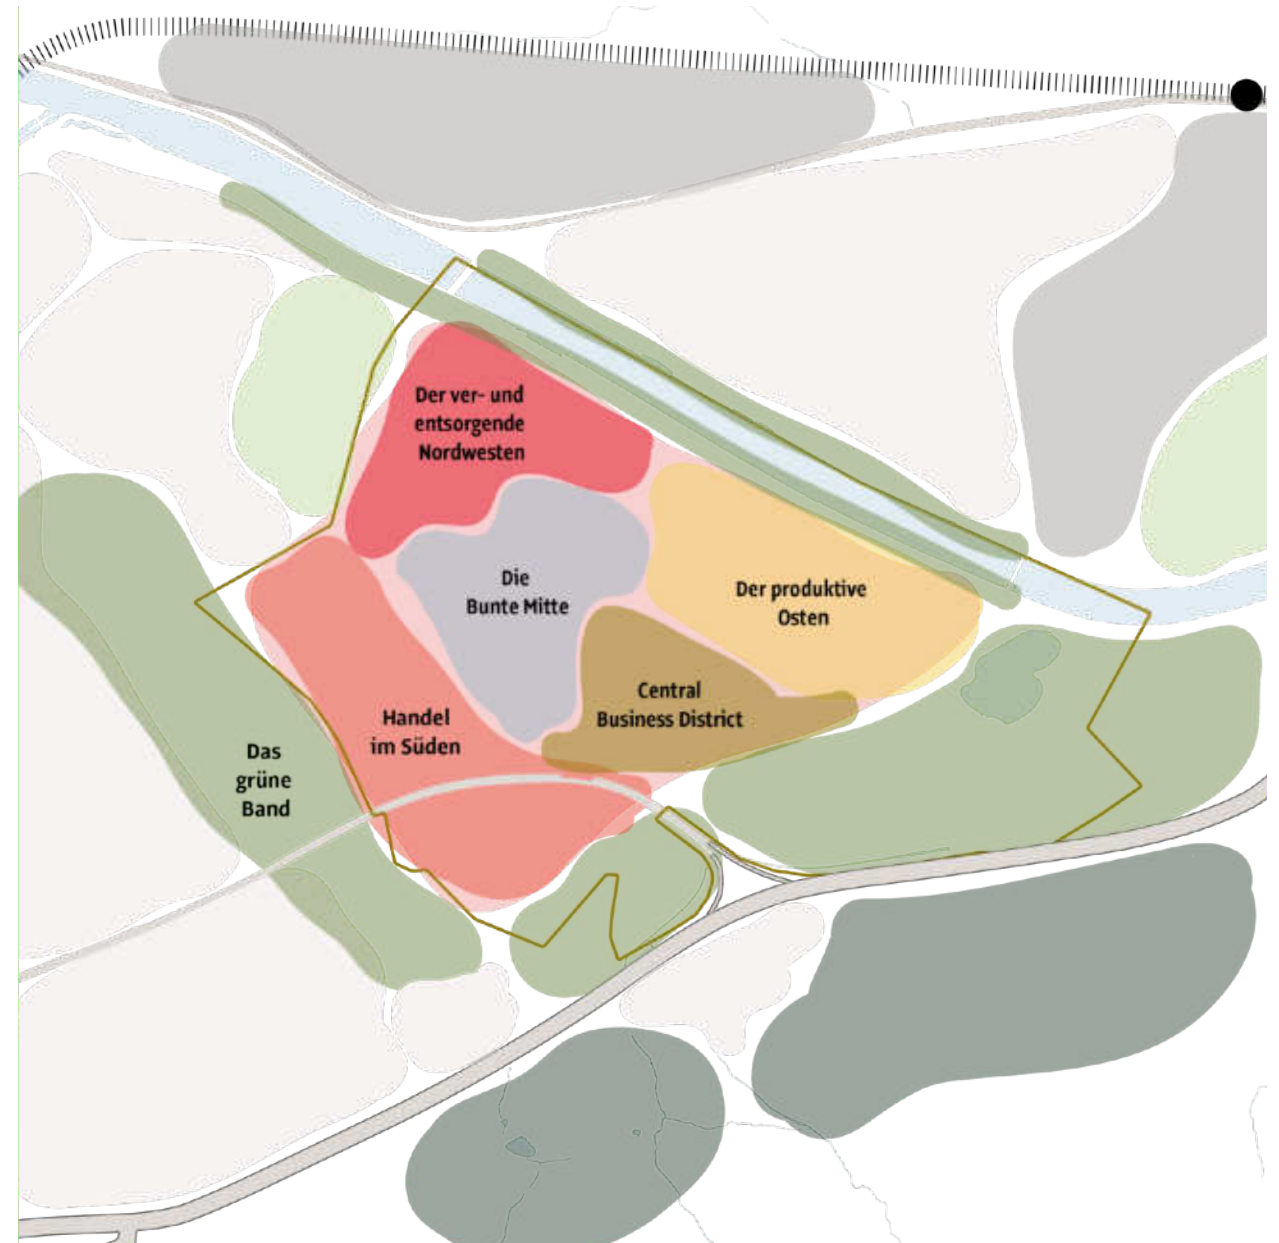 Der ver- und
entsorgende
Nordwesten
Die
Bunte Mitte
Der produktive
Osten
Central
Business District
Handel
im Süden
Das
grüne
Band